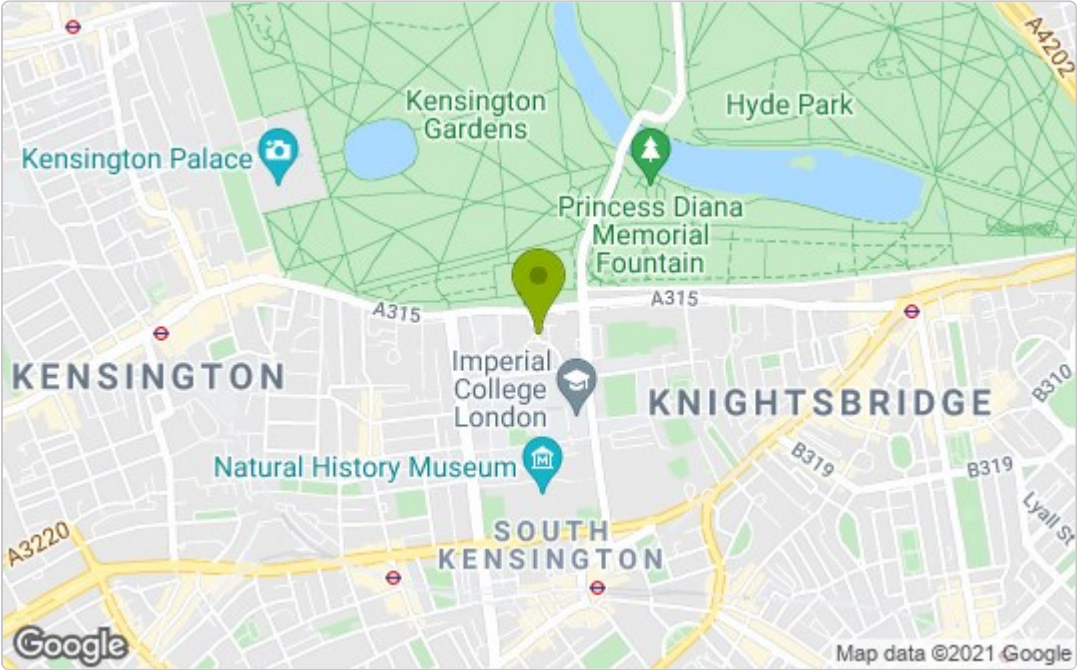 A4202
Kensington
Gardens
Hyde Park
Kensington Palace
Princess Diana
Memorial
Fountain
A315
A315
Imperial
College
London
KENSINGTON
KNIGHTSBRIDGE
B310
Natural History Museum
M
B319
B319
Lyall St
SOUTH
KENSINGTON
A3220
Google
Map data ©2021 Google